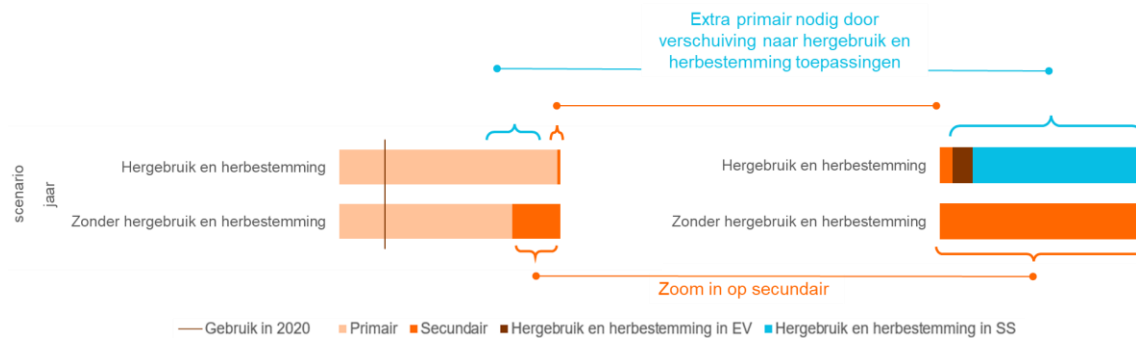 Extra primair nodig door
verschuiving naar hergebruik en
herbestemming toepassingen
scenario
jaar
Hergebruik en herbestemming
Hergebruik en herbestemming
Zonder hergebruik en herbestemming
Zonder hergebruik en herbestemming
Zoom in op secundair
Gebruik in 2020
Primair
Secundair
Hergebruik en herbestemming in EV
Hergebruik en herbestemming in SS